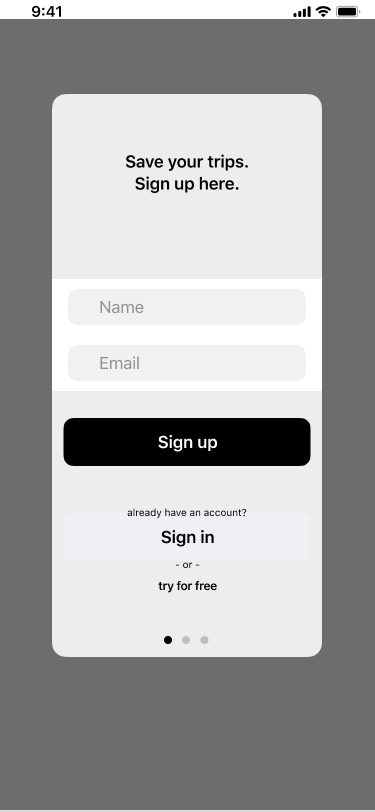 9:41
Save your trips.
Sign up here.
Name
Email
Sign up
already have an account?
Sign in
- or -
try for free